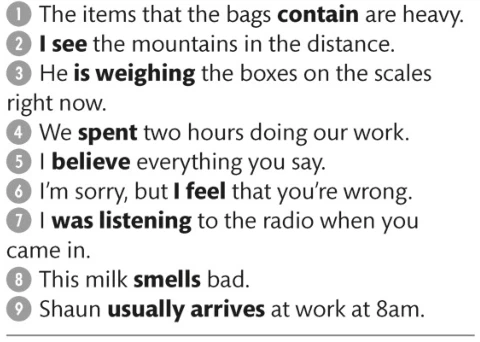 1 The items that the bags contain are heavy.
2 I see the mountains in the distance.
3 He is weighing the boxes on the scales
right now.
4 We spent two hours doing our work.
5 I believe everything you say.
6 I'm sorry, but I feel that you're wrong.
7 I was listening to the radio when you
came in.
8 This milk smells bad.
9 Shaun usually arrives at work at 8am.